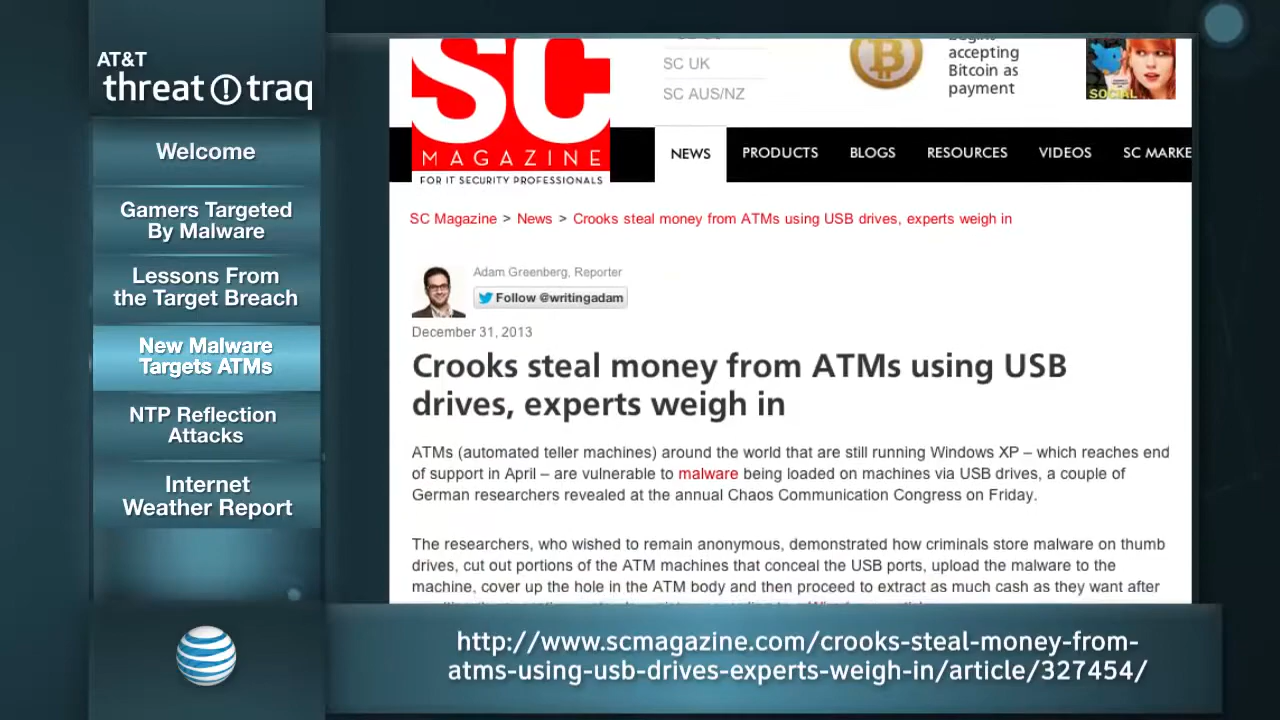 AT&T
threat traq
Welcome
Gamers Targeted
By Malware
Lessons From
the Target Breach
New Malware
Targets ATMs
NTP Reflection
Attacks
Internet
Weather Report
SC UK
SC AUS/NZ
accepting
Bitcoin as
payment
SOCIAL
SC
MAGAZINE
FOR IT SECURITY PROFESSIONALS
NEWS PRODUCTS BLOGS RESOURCES VIDEOS SC MARKE
SC Magazine > News > Crooks steal money from ATMs using USB drives, experts weigh in
Adam Greenberg, Reporter
Follow @writingadam
December 31, 2013
Crooks steal money from ATMs using USB
drives, experts weigh in
ATMs (automated teller machines) around the world that are still running Windows XP – which reaches end
of support in April – are vulnerable to malware being loaded on machines via USB drives, a couple of
German researchers revealed at the annual Chaos Communication Congress on Friday.
The researchers, who wished to remain anonymous, demonstrated how criminals store malware on thumb
drives, cut out portions of the ATM machines that conceal the USB ports, upload the malware to the
machine, cover up the hole in the ATM body and then proceed to extract as much cash as they want after
http://www.scmagazine.com/crooks-steal-money-from-
atms-using-usb-drives-experts-weigh-in/article/327454/